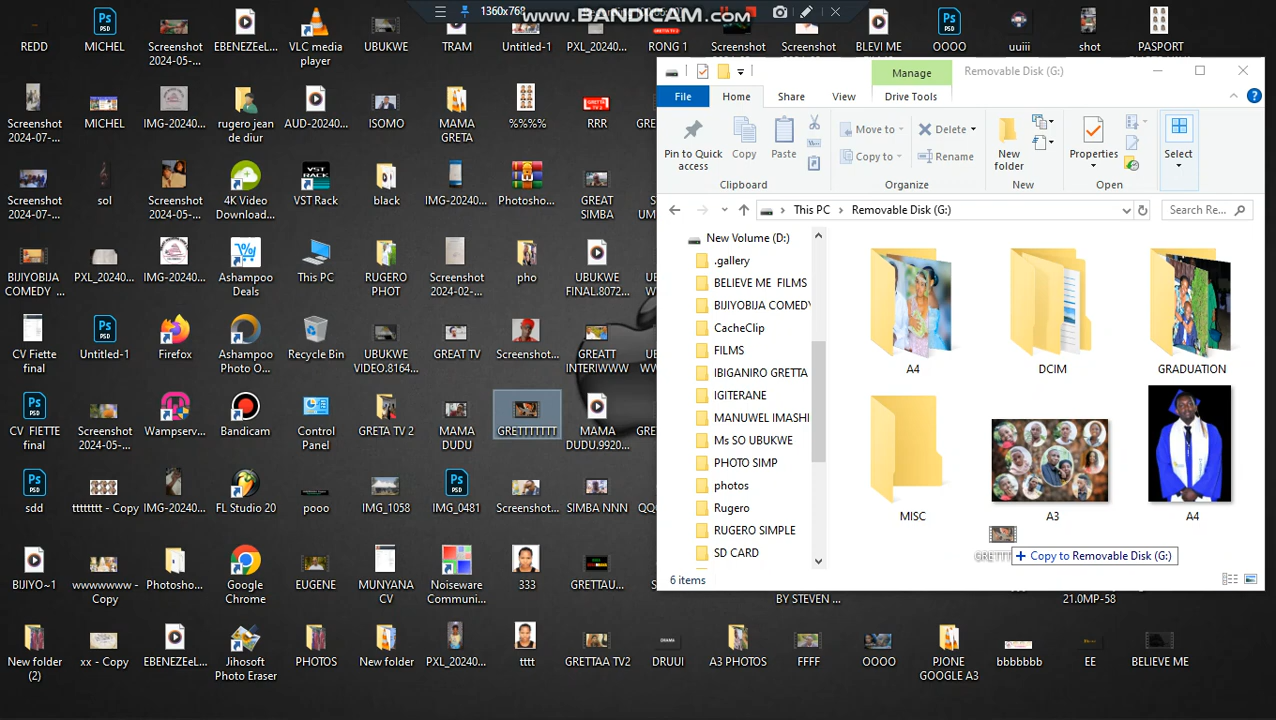 1360x768
www.BANDICAM.com
REDD
MICHEL
Screenshot 2024-05-...
EBENEZEeL...
VLC media player
UBUKWE
TRAM
Untitled-1
PXL_20240...
RONG 1
Screenshot
Screenshot
BLEVI ME
OOOO
uuiii
shot
PASPORT
Screenshot 2024-07-...
MICHEL
IMG-20240...
rugero jean de diur
AUD-20240...
ISOMO
MAMA GRETA
%%%%
RRR
Screenshot 2024-07-...
sol
Screenshot 2024-05-...
4K Video Download...
VST Rack
black
IMG-20240...
Photosho...
GREAT SIMBA
BIJIYOBIJA COMEDY ...
PXL_20240...
IMG-20240...
Ashampoo Deals
This PC
RUGERO PHOT
Screenshot 2024-02-...
pho
UBUKWE FINAL.8072...
CV Fiette final
Untitled-1
Firefox
Ashampoo Photo O...
Recycle Bin
UBUKWE VIDEO.8164...
GREAT TV
Screenshot...
GREATT INTERIWWW
CV FIETTE final
Screenshot 2024-05-...
Wampserv...
Bandicam
Control Panel
GRETA TV 2
MAMA DUDU
GRETTTTTTT
MAMA DUDU.9920...
sdd
tttttttt - Copy
IMG-20240...
FL Studio 20
pooo
IMG_1058
IMG_0481
Screenshot...
SIMBA NNN
BIJIYO~1
wwwwwww - Copy
Photosho...
Google Chrome
EUGENE
MUNYANA CV
Noiseware Communi...
333
GRETTAU...
BY STEVEN ...
21.0MP-58
New folder (2)
xx - Copy
EBENEZEeL...
Jihosoft Photo Eraser
PHOTOS
New folder
PXL_20240...
tttt
GRETTAA TV2
DRUUI
A3 PHOTOS
FFFF
OOOO
PJONE GOOGLE A3
bbbbbbb
EE
BELIEVE ME
Manage
Removable Disk (G:)
File
Home
Share
View
Drive Tools
Pin to Quick access
Copy
Paste
Move to
Copy to
Delete
Rename
New folder
Properties
Select
Clipboard
Organize
New
Open
This PC
Removable Disk (G:)
Search Re...
New Volume (D:)
.gallery
BELIEVE ME FILMS
BIJIYOBIJA COMEDY
CacheClip
FILMS
IBIGANIRO GRETTA
IGITERANE
MANUWEL IMASHI
Ms SO UBUKWE
PHOTO SIMP
photos
Rugero
RUGERO SIMPLE
SD CARD
A4
DCIM
GRADUATION
MISC
A3
A4
Copy to Removable Disk (G:)
6 items